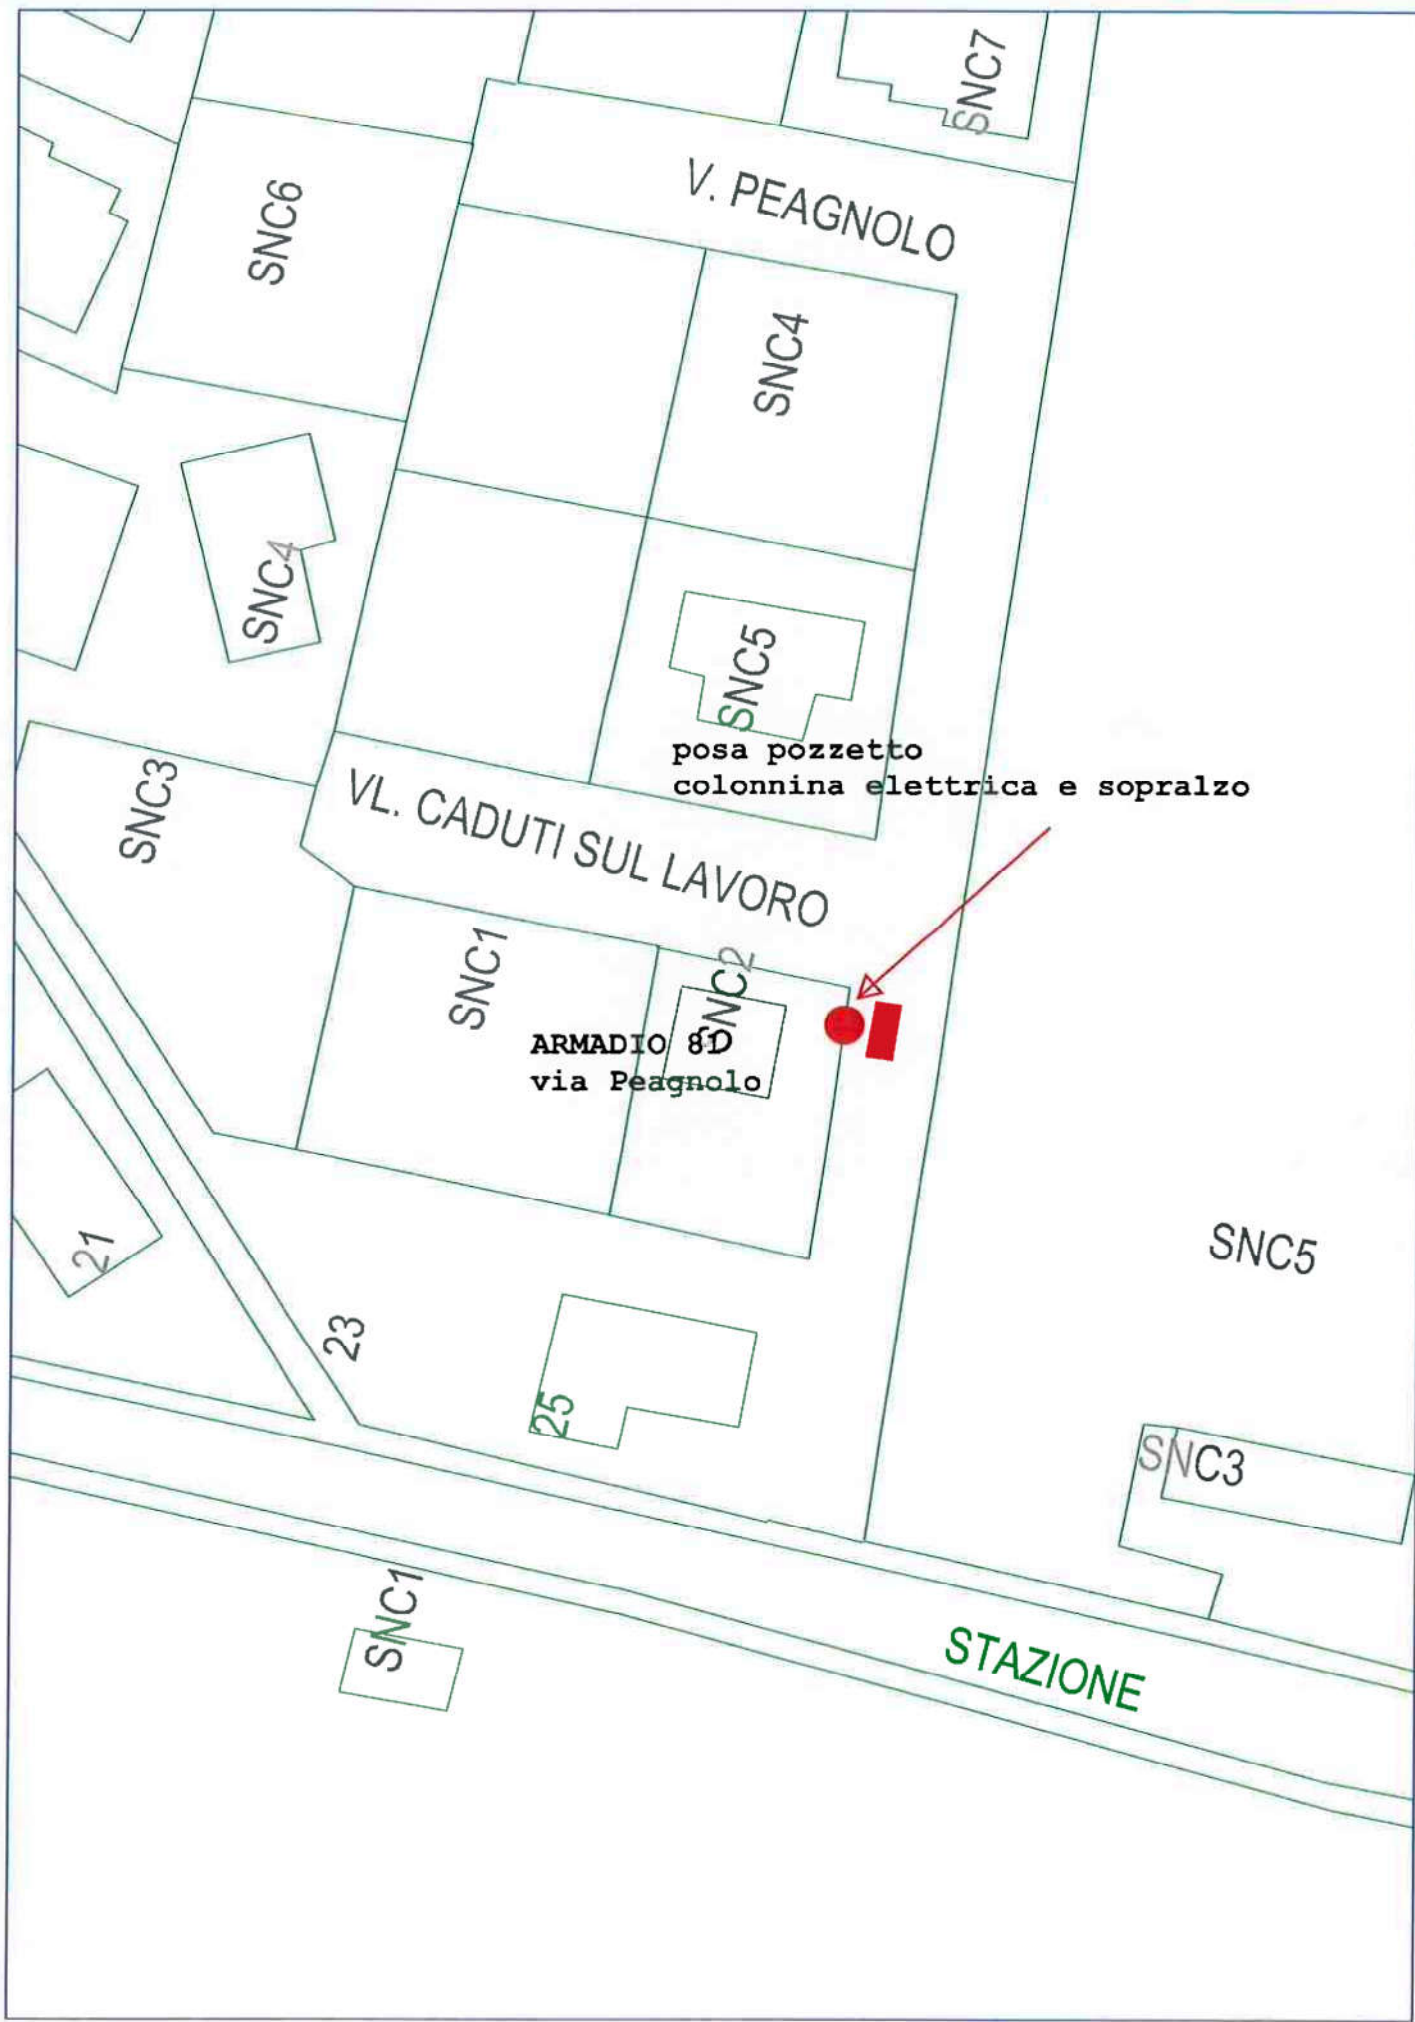 SNC7
V. PEAGNOLO
SNC6
SNC4
SNC4
SNC5
posa pozzetto
colonnina elettrica e sopralzo
SNC3
VL. CADUTI SUL LAVORO
SNC1
SNC2
ARMADIO 81D
via Peagnolo
21
SNC5
23
25
SNC3
SNC1
STAZIONE